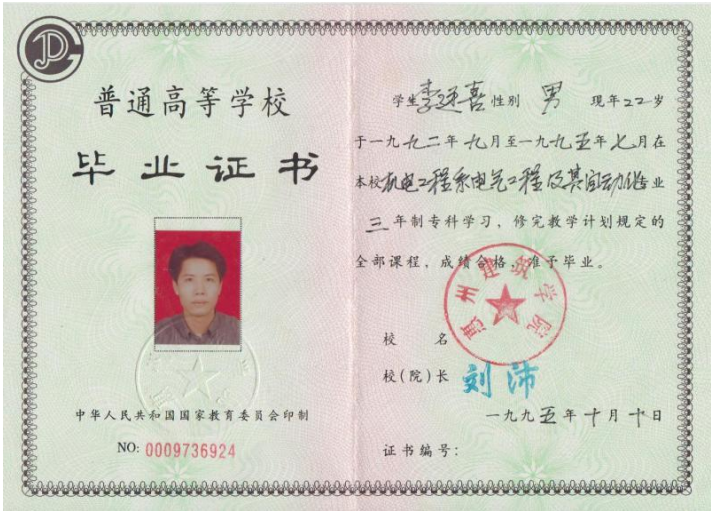 普通高等学校
毕业证书
中华人民共和国国家教育委员会印制
NO: 0009736924
学生李廷喜性别 男 现年22岁
于一九九二年九月至一九九五年七月在
本校机电工程系电气工程及其自动化专业
三年制专科学习，修完教学计划规定的
全部课程，成绩合格，准予毕业。
州建筑学院
校 名
校(院)长 刘沛
一九九五年十月十日
证书编号：